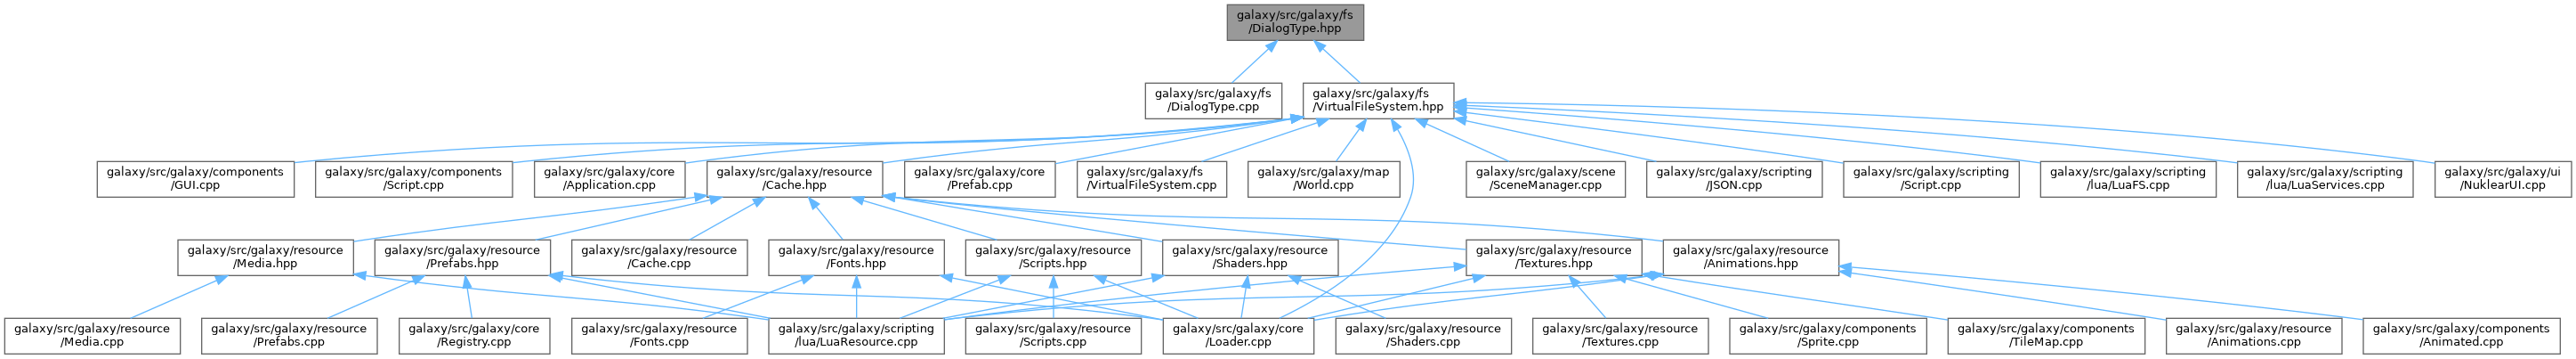 galaxy/src/galaxy/fs
/DialogType.hpp
galaxy/src/galaxy/fs
/DialogType.cpp
galaxy/src/galaxy/fs
/VirtualFileSystem.hpp
galaxy/src/galaxy/components
/GUI.cpp
galaxy/src/galaxy/components
/Script.cpp
galaxy/src/galaxy/core
/Application.cpp
galaxy/src/galaxy/resource
/Cache.hpp
galaxy/src/galaxy/core
/Prefab.cpp
galaxy/src/galaxy/fs
/VirtualFileSystem.cpp
galaxy/src/galaxy/map
/World.cpp
galaxy/src/galaxy/scene
/SceneManager.cpp
galaxy/src/galaxy/scripting
/JSON.cpp
galaxy/src/galaxy/scripting
/Script.cpp
galaxy/src/galaxy/scripting
/lua/LuaFS.cpp
galaxy/src/galaxy/scripting
/lua/LuaServices.cpp
galaxy/src/galaxy/ui
/NuklearUI.cpp
galaxy/src/galaxy/resource
/Media.hpp
galaxy/src/galaxy/resource
/Prefabs.hpp
galaxy/src/galaxy/resource
/Cache.cpp
galaxy/src/galaxy/resource
/Fonts.hpp
galaxy/src/galaxy/resource
/Scripts.hpp
galaxy/src/galaxy/resource
/Shaders.hpp
galaxy/src/galaxy/resource
/Textures.hpp
galaxy/src/galaxy/resource
/Animations.hpp
galaxy/src/galaxy/resource
/Media.cpp
galaxy/src/galaxy/resource
/Prefabs.cpp
galaxy/src/galaxy/core
/Registry.cpp
galaxy/src/galaxy/resource
/Fonts.cpp
galaxy/src/galaxy/scripting
/lua/LuaResource.cpp
galaxy/src/galaxy/resource
/Scripts.cpp
galaxy/src/galaxy/core
/Loader.cpp
galaxy/src/galaxy/resource
/Shaders.cpp
galaxy/src/galaxy/resource
/Textures.cpp
galaxy/src/galaxy/components
/Sprite.cpp
galaxy/src/galaxy/components
/TileMap.cpp
galaxy/src/galaxy/resource
/Animations.cpp
galaxy/src/galaxy/components
/Animated.cpp